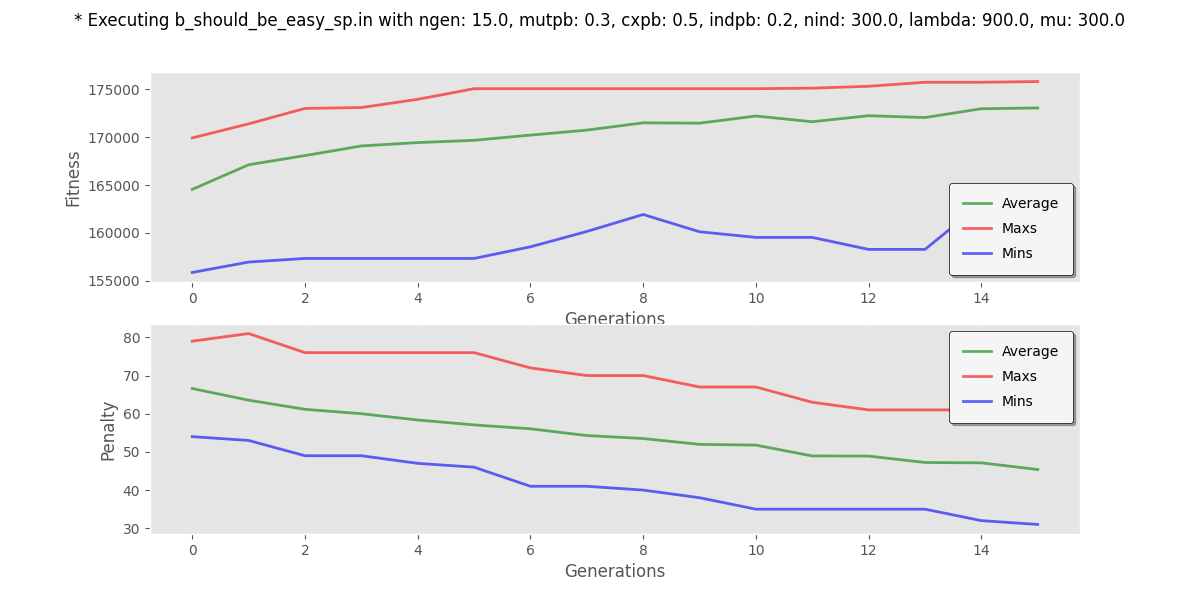 * Executing b_should_be_easy_sp.in with ngen: 15.0, mutpb: 0.3, cxpb: 0.5, indpb: 0.2, nind: 300.0, lambda: 900.0, mu: 300.0
175000
170000
165000
160000
155000
Fitness
Average
Maxs
Mins
0 2 4 6 8 10 12 14
Generations
80
70
60
50
40
30
Penalty
Average
Maxs
Mins
0 2 4 6 8 10 12 14
Generations